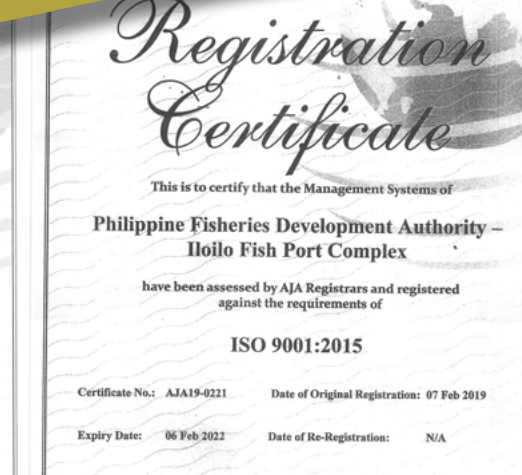 Registration
Certificate
This is to certify that the Management Systems of
Philippine Fisheries Development Authority –
Iloilo Fish Port Complex
have been assessed by AJA Registrars and registered
against the requirements of
ISO 9001:2015
Certificate No.: AJA19-0221 Date of Original Registration: 07 Feb 2019
Expiry Date: 06 Feb 2022 Date of Re-Registration: N/A